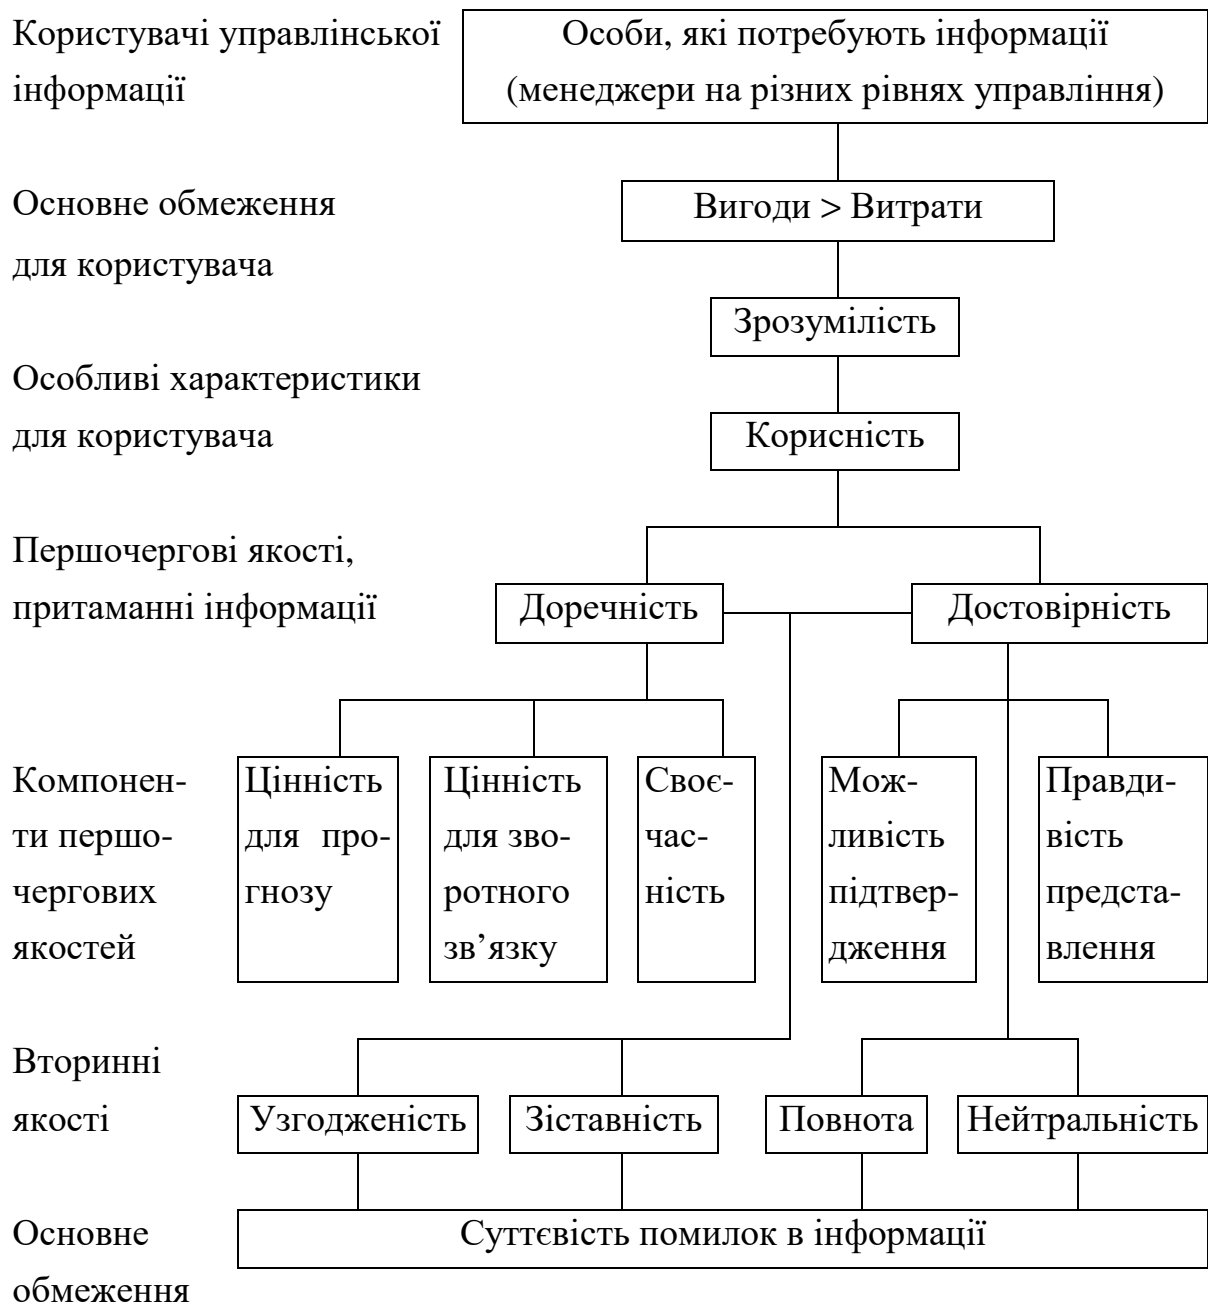 Користувачі управлінської
інформації
Особи, які потребують інформації
(менеджери на різних рівнях управління)
Основне обмеження
для користувача
Вигоди > Витрати
Зрозумілість
Особливі характеристики
для користувача
Корисність
Першочергові якості,
притаманні інформації
Доречність
Достовірність
Компонен-
ти першо-
чергових
якостей
Цінність
для про-
гнозу
Цінність
для зво-
ротного
зв’язку
Своє-
час-
ність
Мож-
ливість
підтвер-
дження
Правди-
вість
предста-
влення
Вторинні
якості
Узгодженість
Зіставність
Повнота
Нейтральність
Основне
обмеження
Суттєвість помилок в інформації